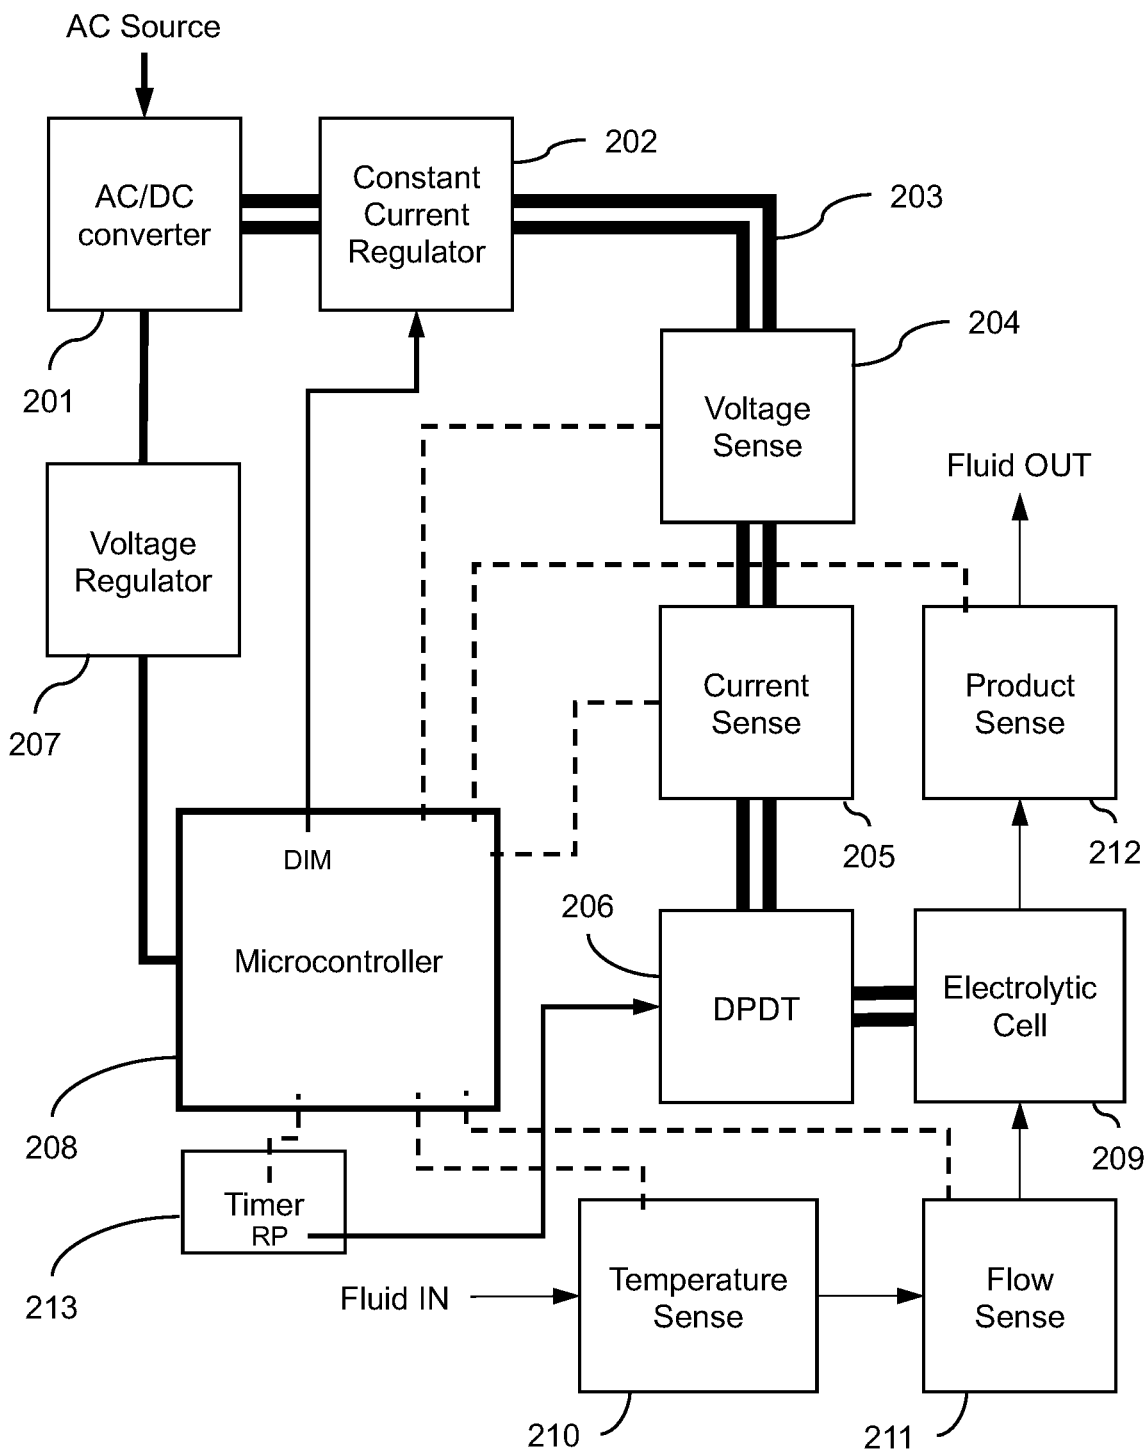 AC Source
AC/DC
converter
Constant
Current
Regulator
202
203
201
204
Voltage
Sense
Fluid OUT
Voltage
Regulator
207
Current
Sense
Product
Sense
205
212
DIM
206
Microcontroller
DPDT
Electrolytic
Cell
208
209
Timer
RP
213
Fluid IN
Temperature
Sense
Flow
Sense
210
211